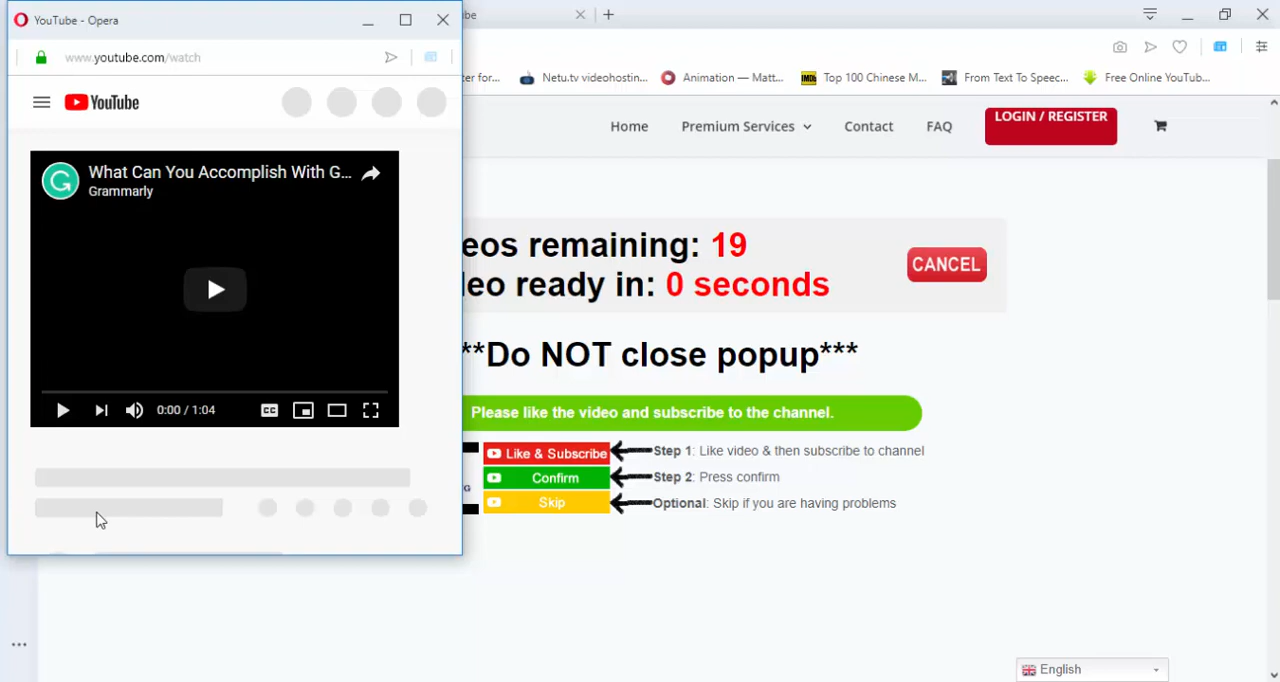 YouTube - Opera
www.youtube.com/watch
YouTube
What Can You Accomplish With G...
Grammarly
0:00 / 1:04
CC
Netu.tv videohostin...
Animation — Matt...
IMDb
Top 100 Chinese M...
From Text To Speec...
Free Online YouTub...
Home
Premium Services
Contact
FAQ
LOGIN / REGISTER
eos remaining: 19
eo ready in: 0 seconds
CANCEL
**Do NOT close popup***
Please like the video and subscribe to the channel.
Like & Subscribe
Step 1: Like video & then subscribe to channel
Confirm
Step 2: Press confirm
Skip
Optional: Skip if you are having problems
English